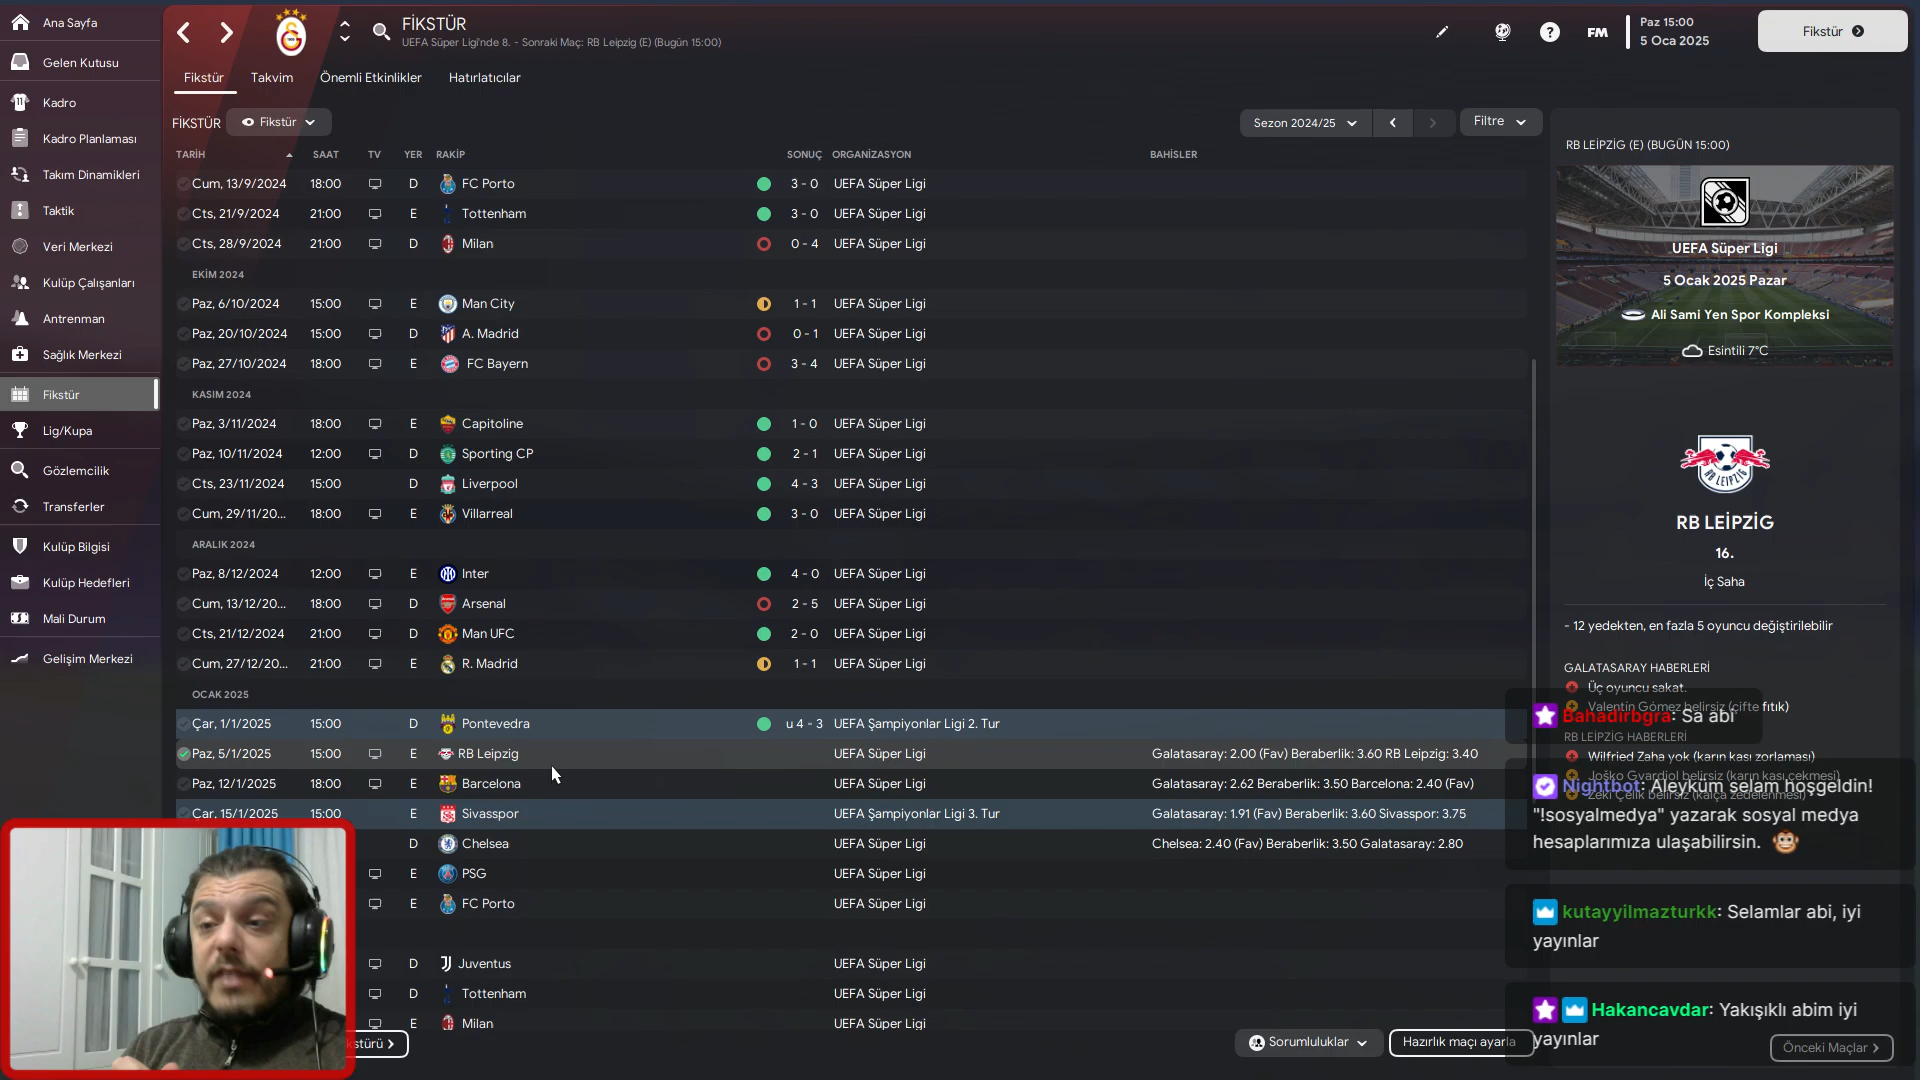 Ana Sayfa
Gelen Kutusu
Kadro
Kadro Planlaması
Takım Dinamikleri
Taktik
Veri Merkezi
Kulüp Çalışanları
Antrenman
Sağlık Merkezi
Fikstür
Lig/Kupa
Gözlemcilik
Transferler
Kulüp Bilgisi
Kulüp Hedefleri
Mali Durum
Gelişim Merkezi
FİKSTÜR
UEFA Süper Ligi'nde 8. - Sonraki Maç: RB Leipzig (E) (Bugün 15:00)
FM
Paz 15:00
5 Oca 2025
Fikstür
Fikstür Takvim Önemli Etkinlikler Hatırlatıcılar
FİKSTÜR Fikstür Sezon 2024/25 Filtre
TARİH SAAT TV YER RAKİP SONUÇ ORGANİZASYON BAHİSLER
Cum, 13/9/2024 18:00 D FC Porto 3 - 0 UEFA Süper Ligi
Cts, 21/9/2024 21:00 E Tottenham 3 - 0 UEFA Süper Ligi
Cts, 28/9/2024 21:00 D Milan 0 - 4 UEFA Süper Ligi
EKİM 2024
Paz, 6/10/2024 15:00 E Man City 1 - 1 UEFA Süper Ligi
Paz, 20/10/2024 15:00 D A. Madrid 0 - 1 UEFA Süper Ligi
Paz, 27/10/2024 18:00 E FC Bayern 3 - 4 UEFA Süper Ligi
KASIM 2024
Paz, 3/11/2024 18:00 E Capitoline 1 - 0 UEFA Süper Ligi
Paz, 10/11/2024 12:00 D Sporting CP 2 - 1 UEFA Süper Ligi
Cts, 23/11/2024 15:00 D Liverpool 4 - 3 UEFA Süper Ligi
Cum, 29/11/20... 18:00 E Villarreal 3 - 0 UEFA Süper Ligi
ARALIK 2024
Paz, 8/12/2024 12:00 E Inter 4 - 0 UEFA Süper Ligi
Cum, 13/12/20... 18:00 D Arsenal 2 - 5 UEFA Süper Ligi
Cts, 21/12/2024 21:00 D Man UFC 2 - 0 UEFA Süper Ligi
Cum, 27/12/20... 21:00 E R. Madrid 1 - 1 UEFA Süper Ligi
OCAK 2025
Çar, 1/1/2025 15:00 D Pontevedra u 4 - 3 UEFA Şampiyonlar Ligi 2. Tur
Paz, 5/1/2025 15:00 E RB Leipzig UEFA Süper Ligi Galatasaray: 2.00 (Fav) Beraberlik: 3.60 RB Leipzig: 3.40
Paz, 12/1/2025 18:00 E Barcelona UEFA Süper Ligi Galatasaray: 2.62 Beraberlik: 3.50 Barcelona: 2.40 (Fav)
Çar, 15/1/2025 15:00 E Sivasspor UEFA Şampiyonlar Ligi 3. Tur Galatasaray: 1.91 (Fav) Beraberlik: 3.60 Sivasspor: 3.75
D Chelsea UEFA Süper Ligi Chelsea: 2.40 (Fav) Beraberlik: 3.50 Galatasaray: 2.80
E PSG UEFA Süper Ligi
E FC Porto UEFA Süper Ligi
D Juventus UEFA Süper Ligi
D Tottenham UEFA Süper Ligi
E Milan UEFA Süper Ligi
stürü Sorumluluklar Hazırlık maçı ayarla Önceki Maçlar
RB LEİPZİG (E) (BUGÜN 15:00)
UEFA Süper Ligi
5 Ocak 2025 Pazar
Ali Sami Yen Spor Kompleksi
Esintili 7°C
RB LEIPZIG
RB LEİPZİG
16.
İç Saha
- 12 yedekten, en fazla 5 oyuncu değiştirilebilir
GALATASARAY HABERLERİ
Üç oyuncu sakat.
Valentín Gómez belirsiz (çifte fıtık)
Bahadirbgra: Sa abi
RB LEİPZİG HABERLERİ
Wilfried Zaha yok (karın kası zorlaması)
Joško Gvardiol belirsiz (karın kası çekmesi)
Zeki Çelik belirsiz (kalça zedelenmesi)
Nightbot: Aleyküm selam hoşgeldin!
"!sosyalmedya" yazarak sosyal medya
hesaplarımıza ulaşabilirsin.
kutayyilmazturkk: Selamlar abi, iyi
yayınlar
Hakancavdar: Yakışıklı abim iyi
yayınlar